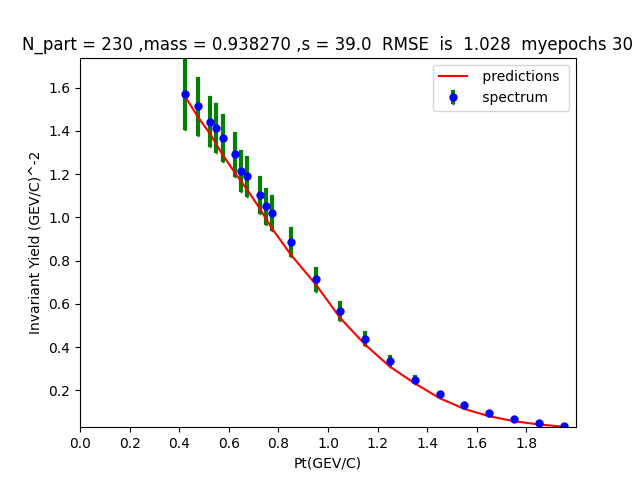 N_part = 230 ,mass = 0.938270 ,s = 39.0  RMSE  is  1.028  myepochs 30
predictions
spectrum
Invariant Yield (GEV/C)^-2
1.6
1.4
1.2
1.0
0.8
0.6
0.4
0.2
0.0 0.2 0.4 0.6 0.8 1.0 1.2 1.4 1.6 1.8
Pt(GEV/C)